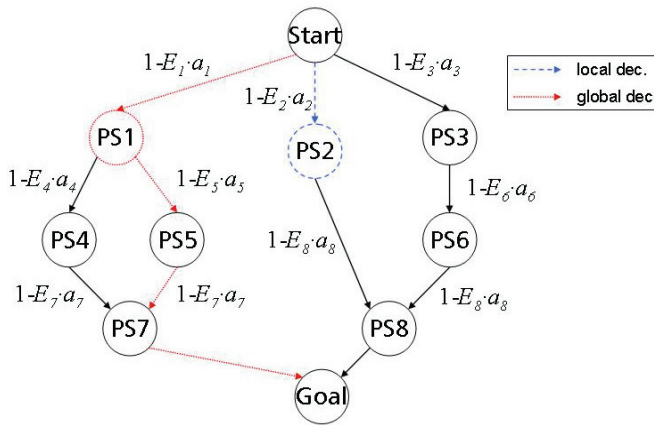 Start
1-E₁·a₁
1-E₃·a₃
local dec.
1-E₂·a₂
global dec
PS1
PS2
PS3
1-E₄·a₄
1-E₅·a₅
1-E₆·a₆
PS4
PS5
1-E₈·a₈
PS6
1-E₇·a₇
1-E₇·a₇
1-E₈·a₈
PS7
PS8
Goal